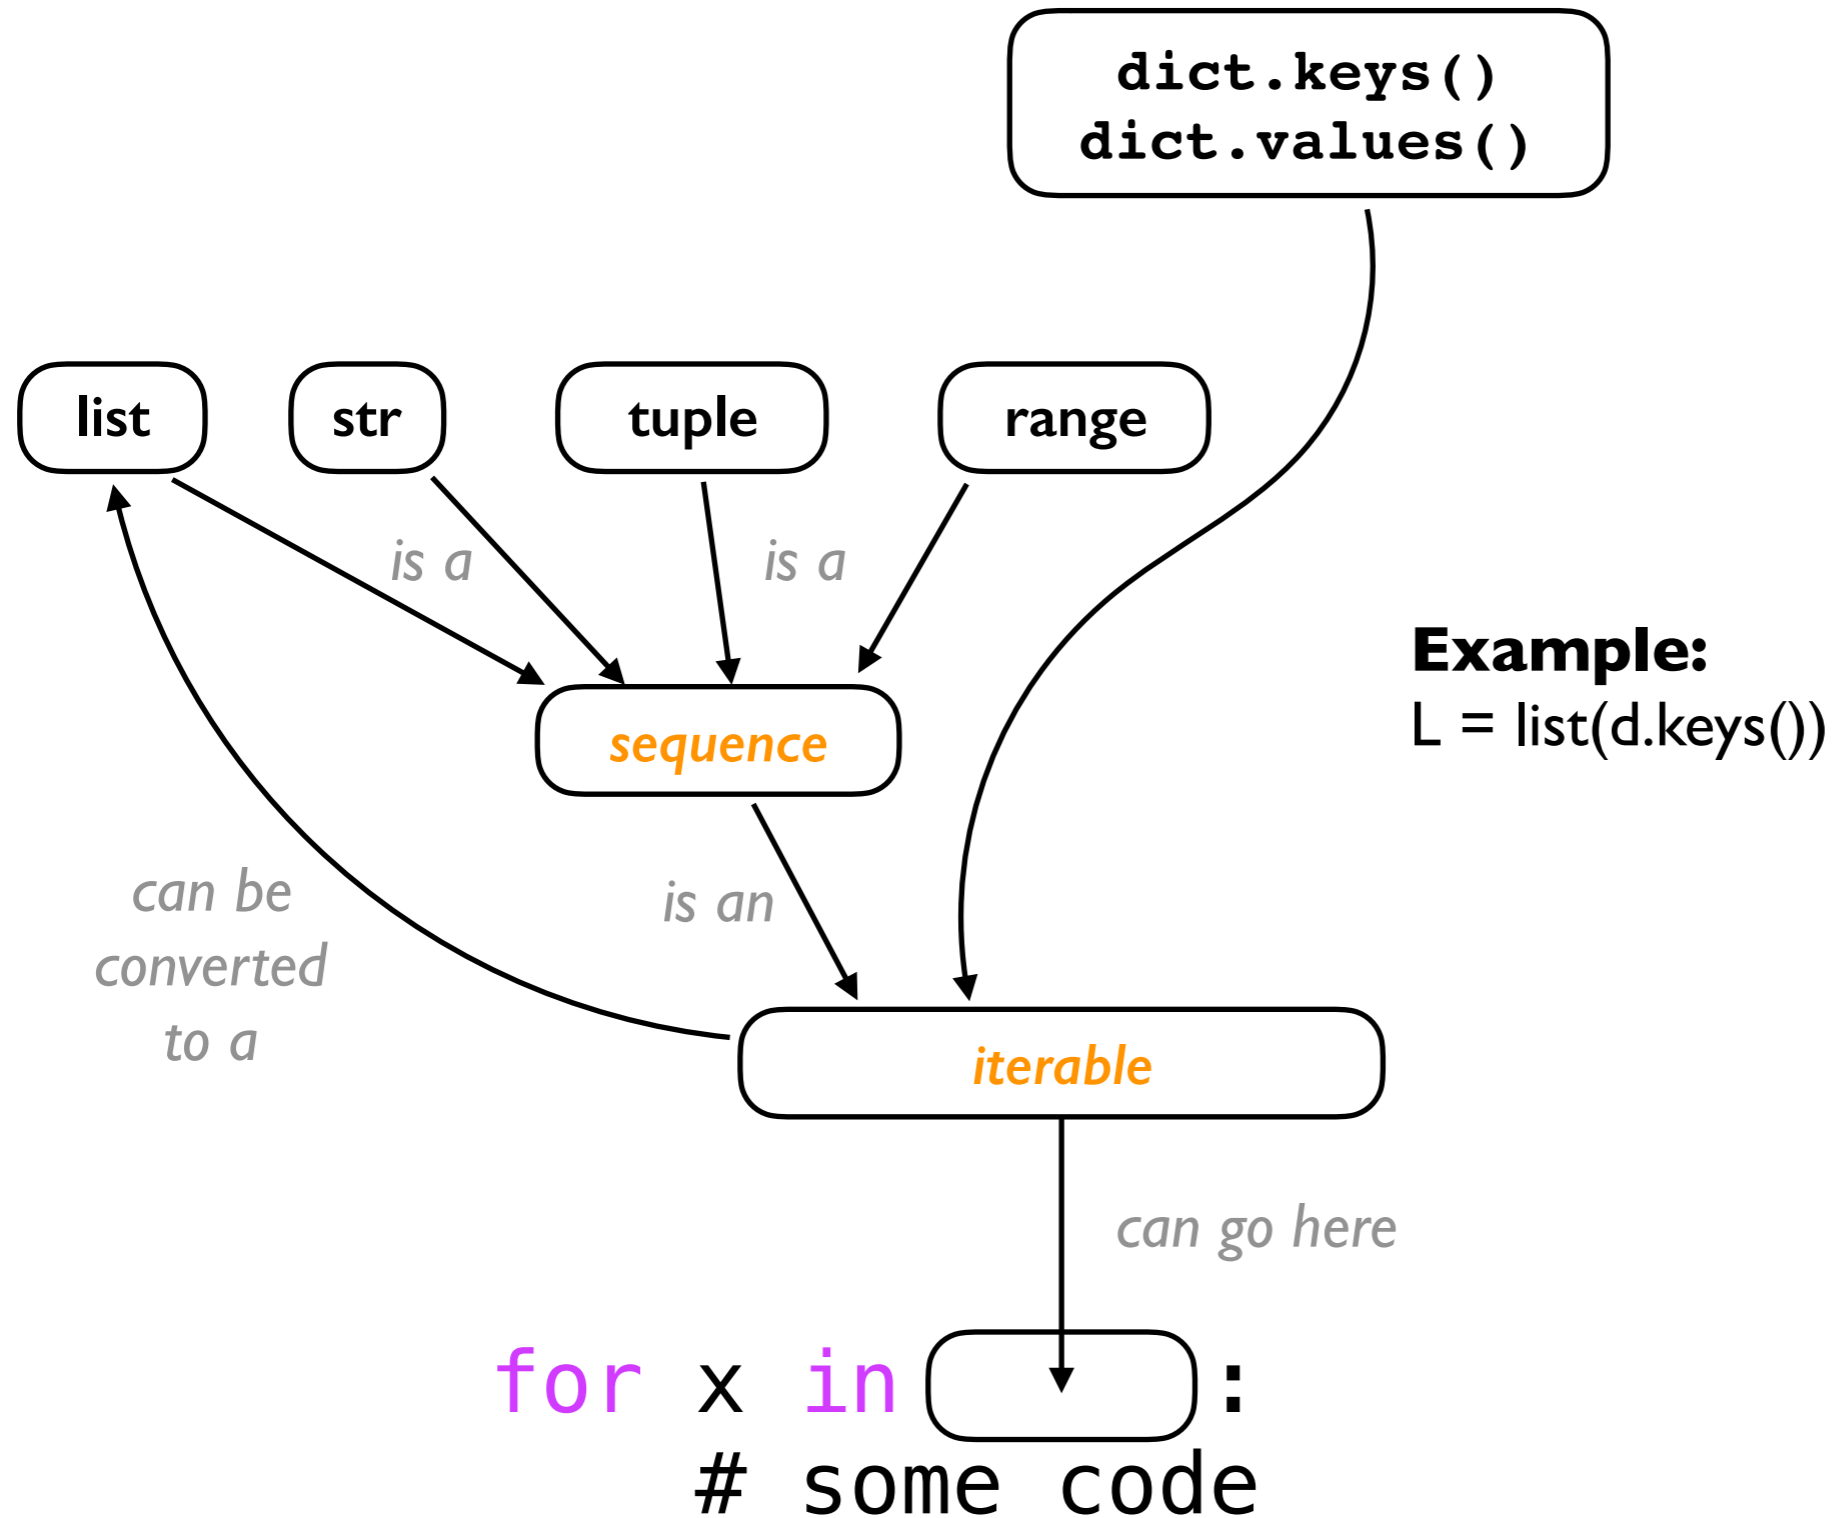 dict.keys()
dict.values()
list
str
tuple
range
is a
is a
Example:
L = list(d.keys())
sequence
can be
converted
to a
is an
iterable
can go here
for x in :
# some code